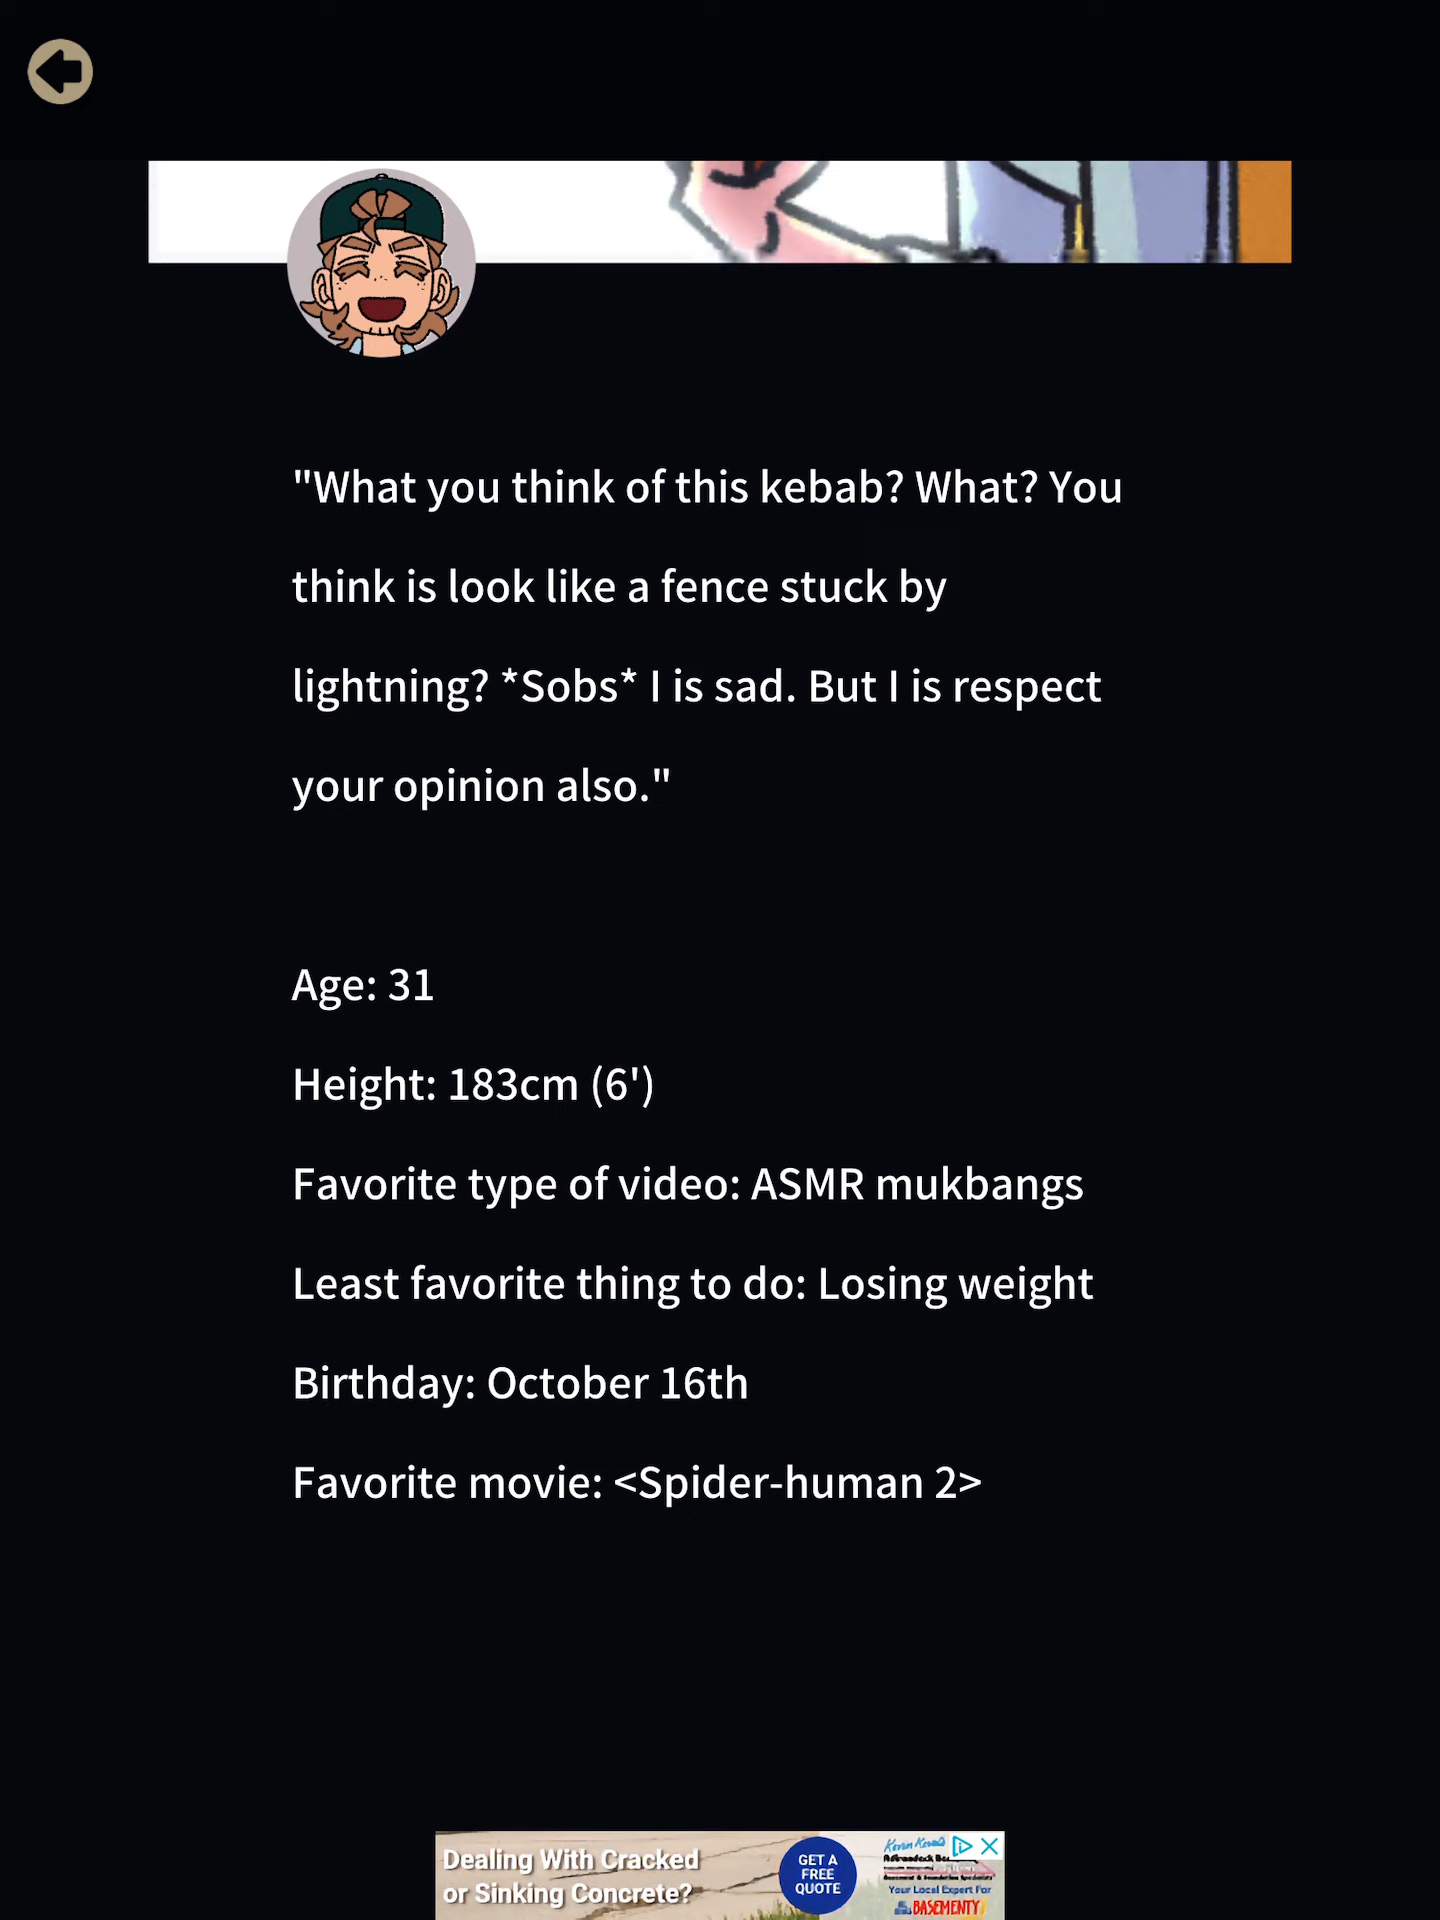 "What you think of this kebab? What? You
think is look like a fence stuck by
lightning? *Sobs* I is sad. But I is respect
your opinion also."
Age: 31
Height: 183cm (6')
Favorite type of video: ASMR mukbangs
Least favorite thing to do: Losing weight
Birthday: October 16th
Favorite movie: <Spider-human 2>
Dealing With Cracked
or Sinking Concrete?
GET A
FREE
QUOTE
Your Local Expert For
BASEMENTY